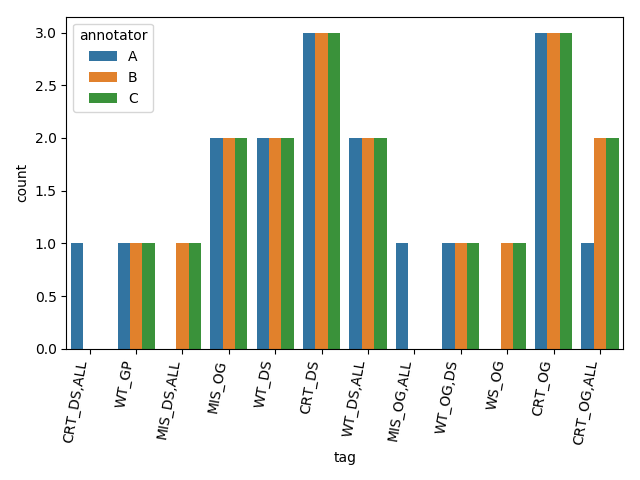 annotator
A
B
C
count
3.0
2.5
2.0
1.5
1.0
0.5
0.0
CRT_DS,ALL
WT_GP
MIS_DS,ALL
MIS_OG
WT_DS
CRT_DS
WT_DS,ALL
MIS_OG,ALL
WT_OG,DS
WS_OG
CRT_OG
CRT_OG,ALL
tag